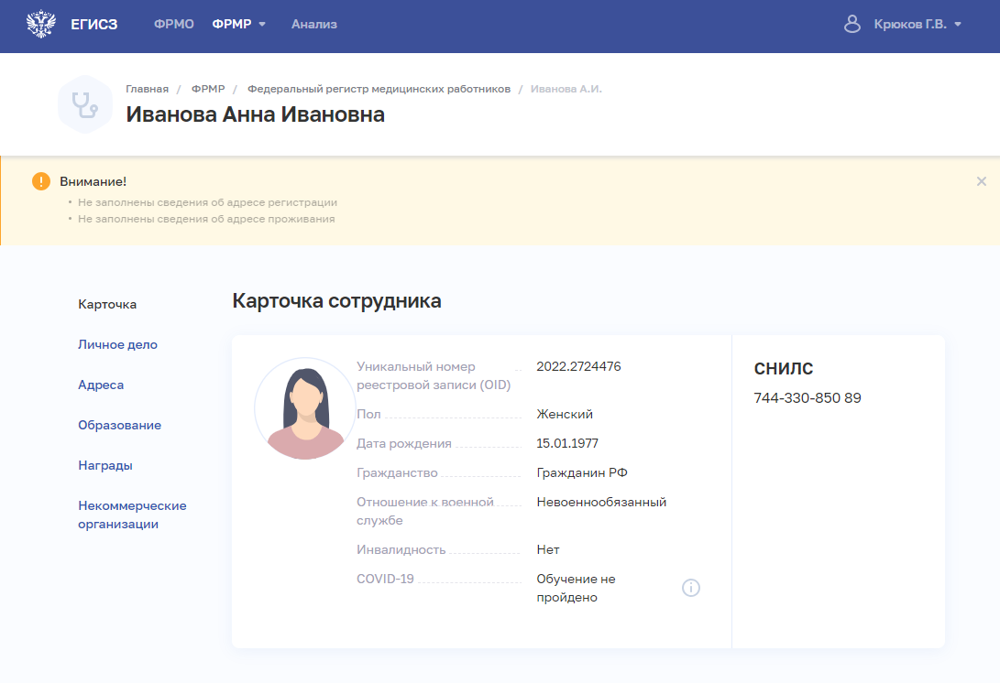 ЕГИСЗ ФРМО ФРМР Анализ Крюков Г.В.
Главная / ФРМР / Федеральный регистр медицинских работников / Иванова А.И.
Иванова Анна Ивановна
Внимание!
• Не заполнены сведения об адресе регистрации
• Не заполнены сведения об адресе проживания
Карточка
Личное дело
Адреса
Образование
Награды
Некоммерческие
организации
Карточка сотрудника
Уникальный номер 2022.2724476
реестровой записи (OID)
Пол Женский
Дата рождения 15.01.1977
Гражданство Гражданин РФ
Отношение к военной Невоеннообязанный
службе
Инвалидность Нет
COVID-19 Обучение не
пройдено
СНИЛС
744-330-850 89